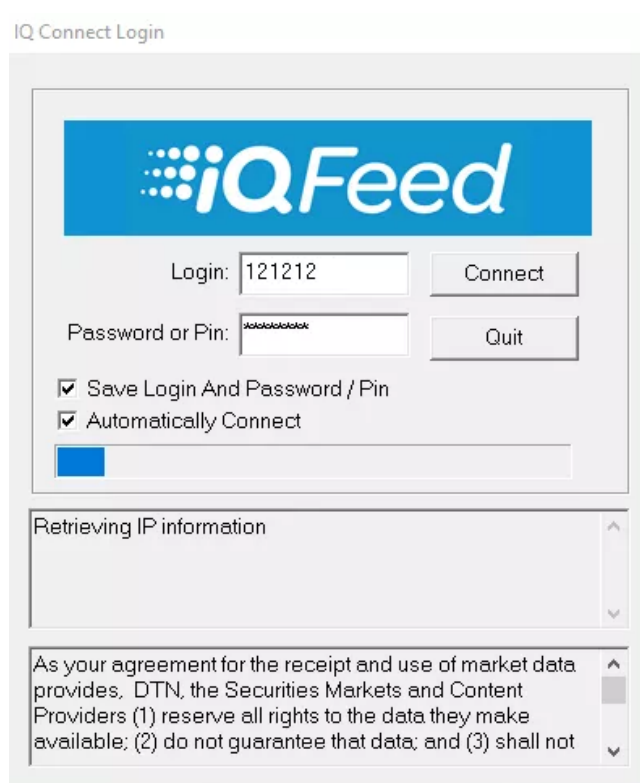 IQ Connect Login
iQFeed
Login: 121212 Connect
Password or Pin: ********** Quit
Save Login And Password / Pin
Automatically Connect
Retrieving IP information
As your agreement for the receipt and use of market data
provides, DTN, the Securities Markets and Content
Providers (1) reserve all rights to the data they make
available; (2) do not guarantee that data; and (3) shall not